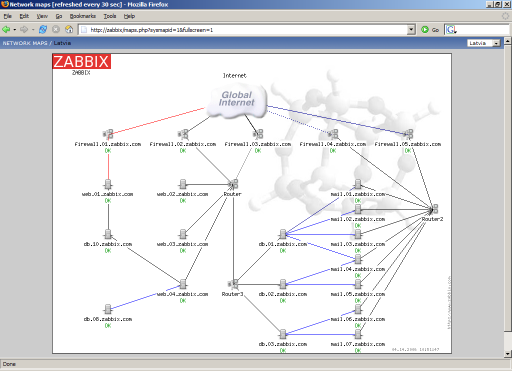 Network maps [refreshed every 30 sec] - Mozilla Firefox
File Edit View Go Bookmarks Tools Help
http://zabbix/maps.php?sysmapid=1&fullscreen=1
NETWORK MAPS / Latvia
Latvia
ZABBIX
ZABBIX
Internet
Global
Internet
firewall.01.zabbix.com
OK
firewall.02.zabbix.com
OK
firewall.03.zabbix.com
OK
firewall.04.zabbix.com
OK
firewall.05.zabbix.com
OK
web.01.zabbix.com
OK
web.02.zabbix.com
OK
Router
mail.01.zabbix.com
OK
mail.02.zabbix.com
OK
Router2
db.10.zabbix.com
OK
web.03.zabbix.com
OK
db.01.zabbix.com
OK
mail.03.zabbix.com
OK
mail.04.zabbix.com
OK
web.04.zabbix.com
OK
Router3
db.02.zabbix.com
OK
mail.05.zabbix.com
OK
db.08.zabbix.com
OK
mail.06.zabbix.com
OK
db.03.zabbix.com
OK
mail.07.zabbix.com
OK
Done